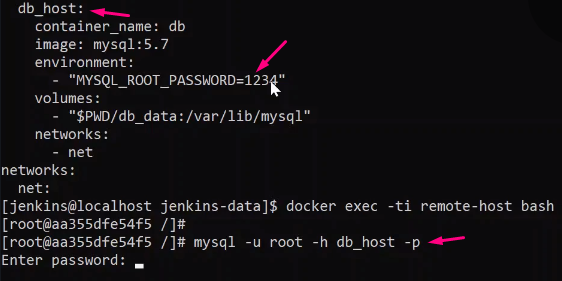 db_host:
container_name: db
image: mysql:5.7
environment:
- "MYSQL_ROOT_PASSWORD=1234"
volumes:
- "$PWD/db_data:/var/lib/mysql"
networks:
- net
networks:
net:
[jenkins@localhost jenkins-data]$ docker exec -ti remote-host bash
[root@aa355dfe54f5 /]#
[root@aa355dfe54f5 /]# mysql -u root -h db_host -p
Enter password: